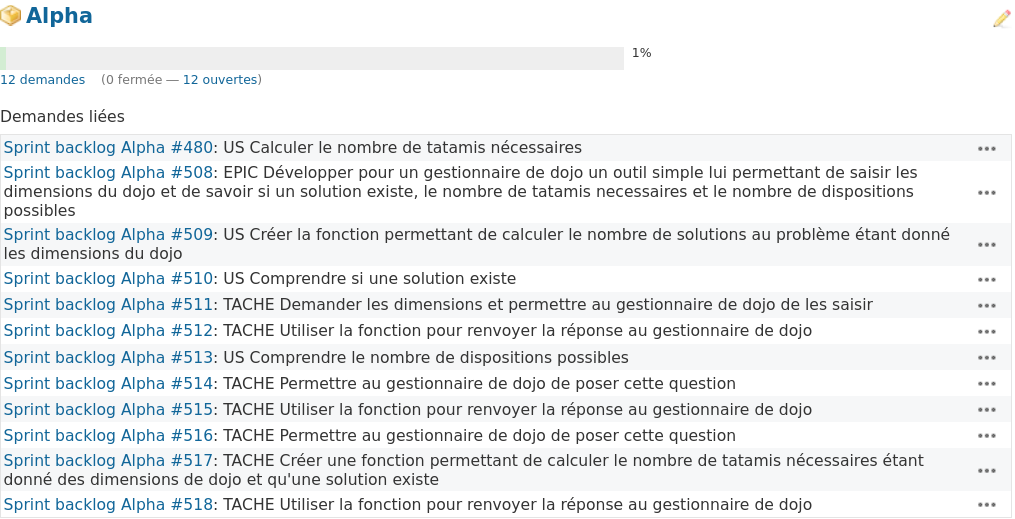 Alpha
1%
12 demandes (0 fermée — 12 ouvertes)
Demandes liées
Sprint backlog Alpha #480: US Calculer le nombre de tatamis nécessaires
Sprint backlog Alpha #508: EPIC Développer pour un gestionnaire de dojo un outil simple lui permettant de saisir les
dimensions du dojo et de savoir si un solution existe, le nombre de tatamis necessaires et le nombre de dispositions
possibles
Sprint backlog Alpha #509: US Créer la fonction permettant de calculer le nombre de solutions au problème étant donné
les dimensions du dojo
Sprint backlog Alpha #510: US Comprendre si une solution existe
Sprint backlog Alpha #511: TACHE Demander les dimensions et permettre au gestionnaire de dojo de les saisir
Sprint backlog Alpha #512: TACHE Utiliser la fonction pour renvoyer la réponse au gestionnaire de dojo
Sprint backlog Alpha #513: US Comprendre le nombre de dispositions possibles
Sprint backlog Alpha #514: TACHE Permettre au gestionnaire de dojo de poser cette question
Sprint backlog Alpha #515: TACHE Utiliser la fonction pour renvoyer la réponse au gestionnaire de dojo
Sprint backlog Alpha #516: TACHE Permettre au gestionnaire de dojo de poser cette question
Sprint backlog Alpha #517: TACHE Créer une fonction permettant de calculer le nombre de tatamis nécessaires étant
donné des dimensions de dojo et qu'une solution existe
Sprint backlog Alpha #518: TACHE Utiliser la fonction pour renvoyer la réponse au gestionnaire de dojo